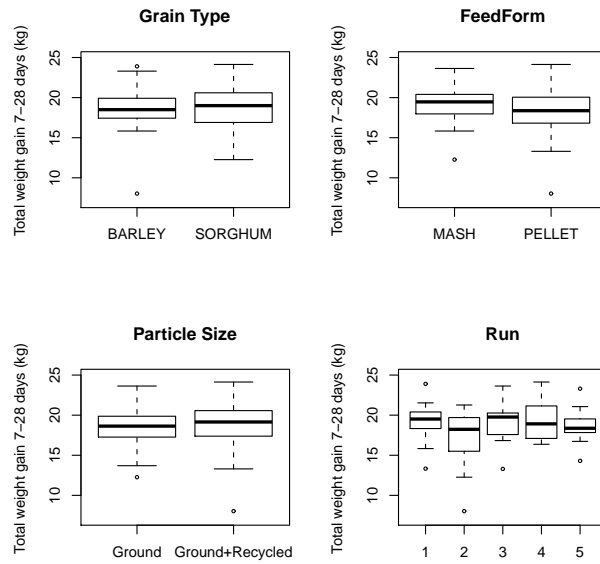 Grain Type
Total weight gain 7−28 days (kg)
25
20
15
10
BARLEY SORGHUM
FeedForm
Total weight gain 7−28 days (kg)
25
20
15
10
MASH PELLET
Particle Size
Total weight gain 7−28 days (kg)
25
20
15
10
Ground Ground+Recycled
Run
Total weight gain 7−28 days (kg)
25
20
15
10
1 2 3 4 5